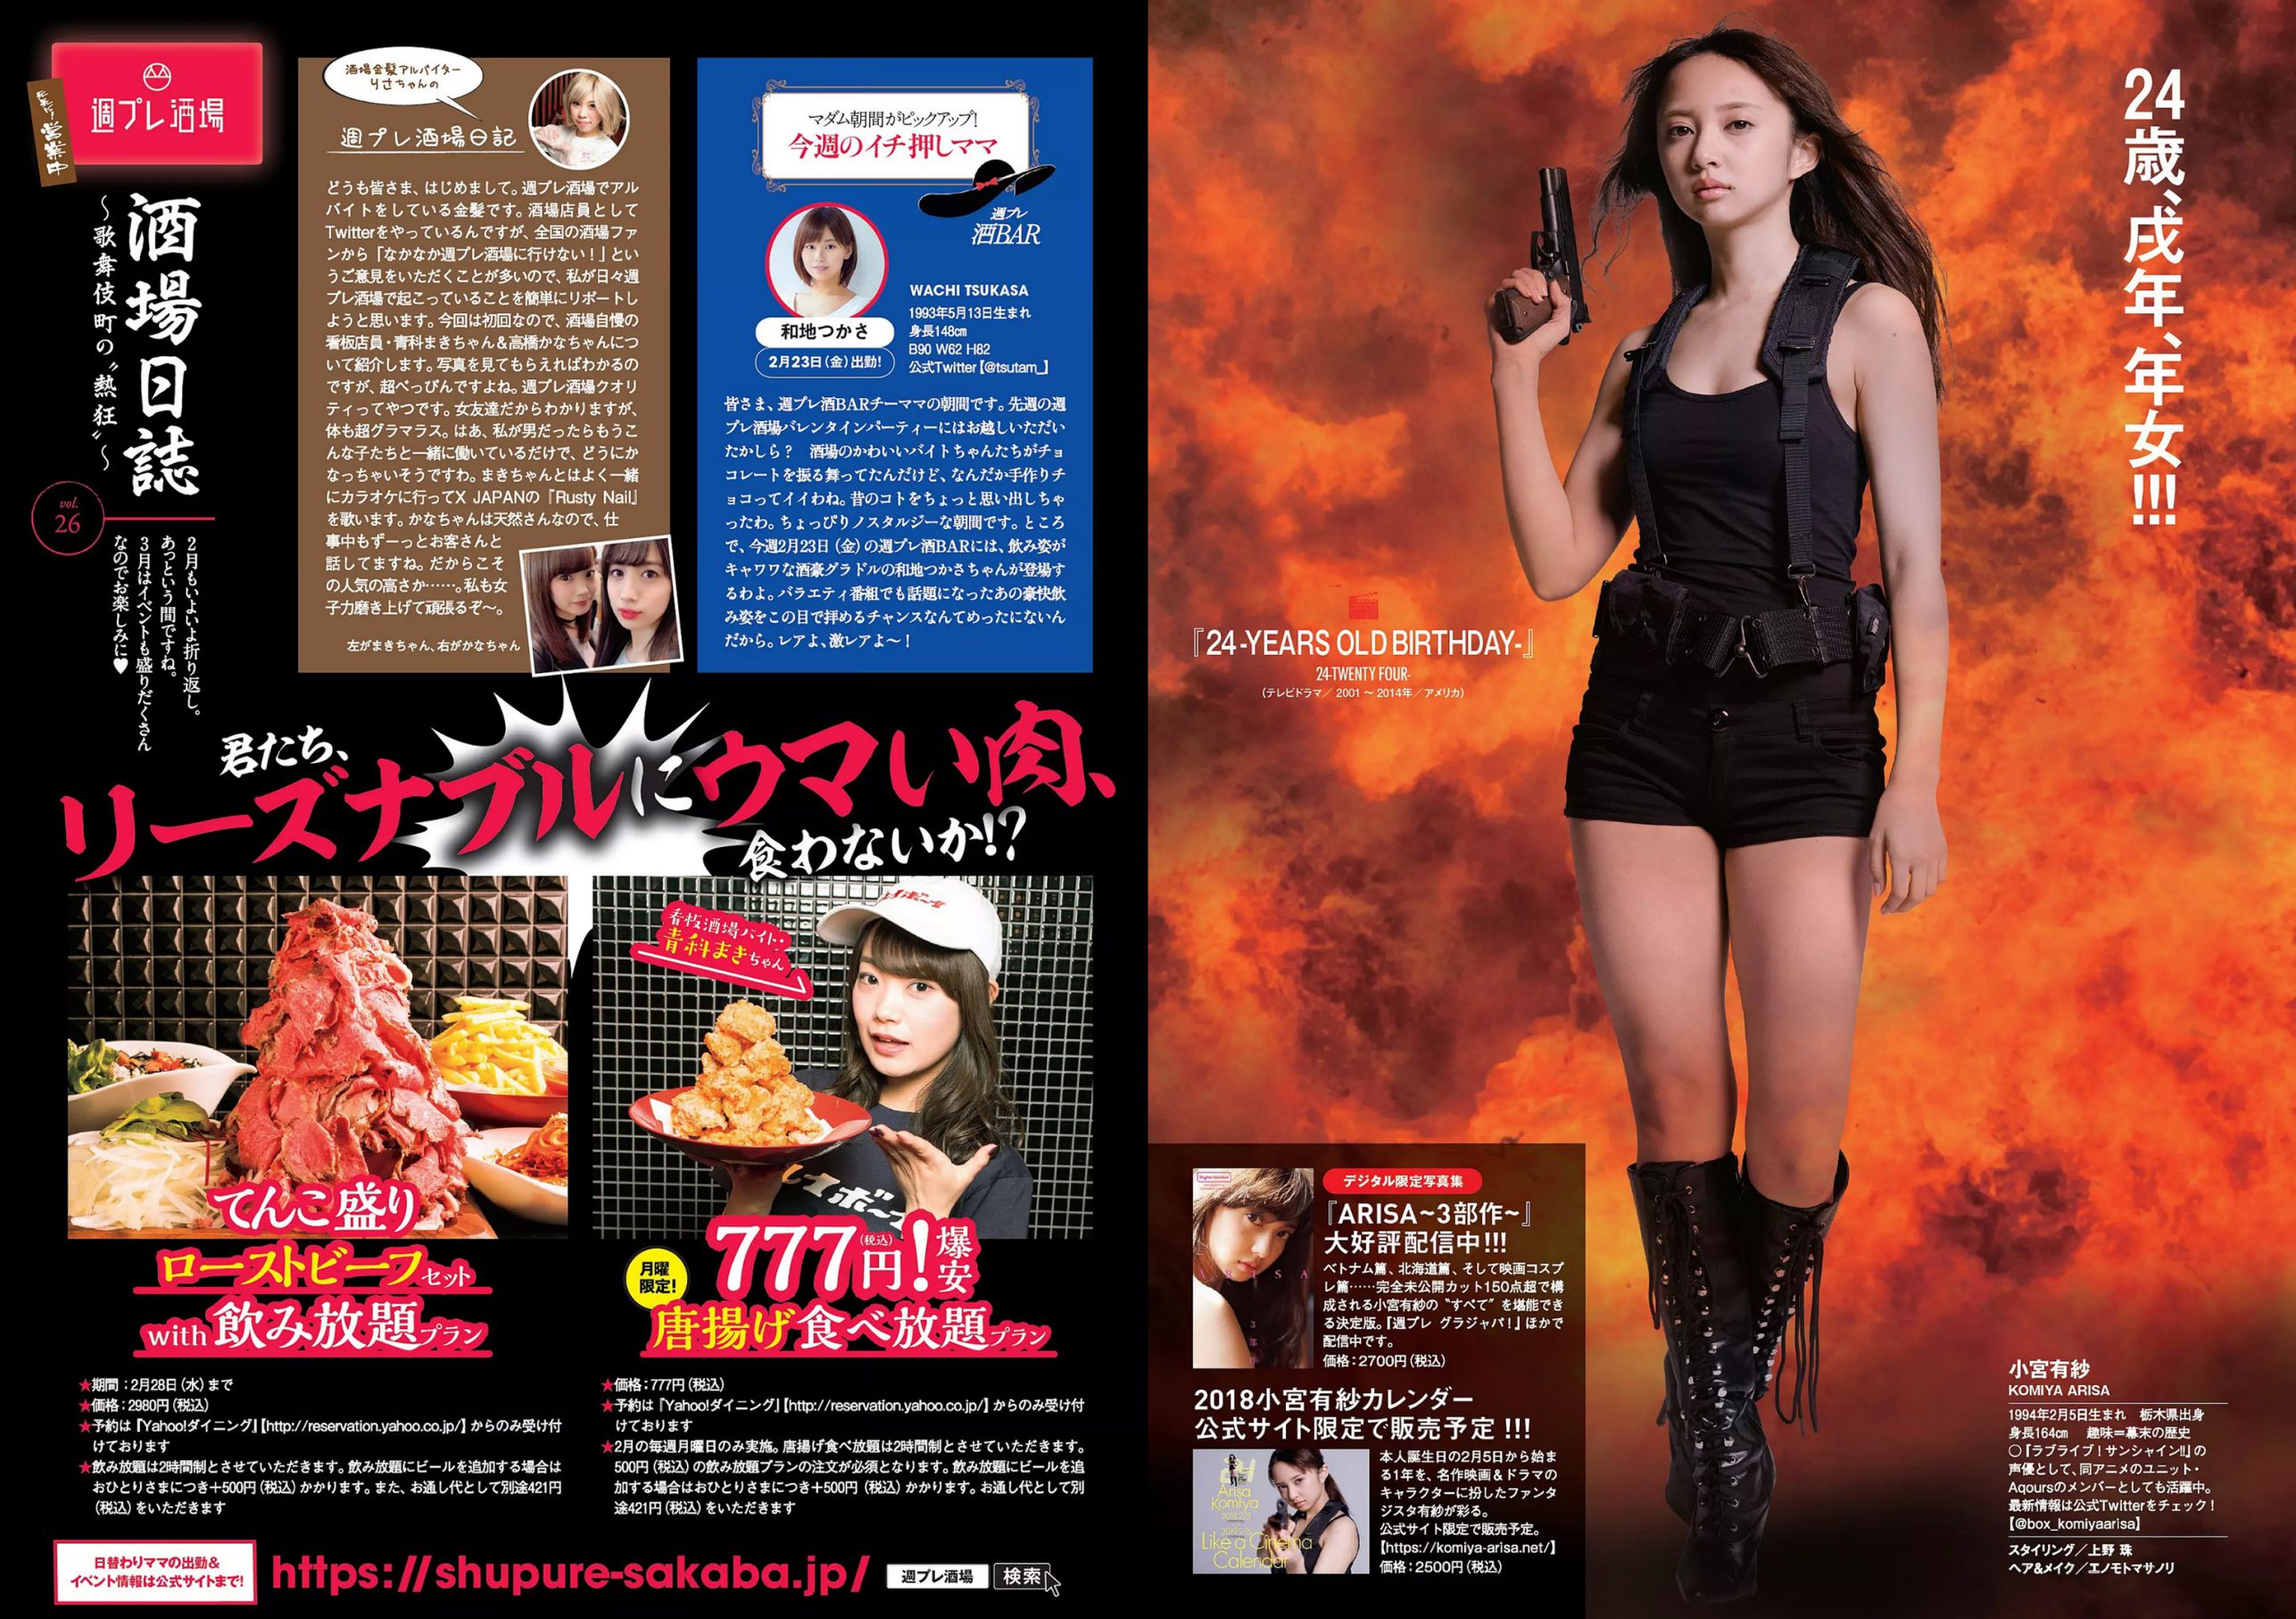 週プレ酒場
営業中
酒場日誌
〜歌舞伎町の〝熱狂〟〜
vol.
26
2月もいよいよ折り返し。
あっという間ですね。
3月はイベントも盛りだくさん
なのでお楽しみに♥
酒場金髪アルバイター
りさちゃんの
週プレ酒場日記
どうも皆さま、はじめまして。週プレ酒場でアル
バイトをしている金髪です。酒場店員として
Twitterをやっているんですが、全国の酒場ファ
ンから「なかなか週プレ酒場に行けない！」とい
うご意見をいただくことが多いので、私が日々週
プレ酒場で起こっていることを簡単にリポートし
ようと思います。今回は初回なので、酒場自慢の
看板店員・青科まきちゃん＆高橋かなちゃんにつ
いて紹介します。写真を見てもらえればわかるの
ですが、超べっぴんですよね。週プレ酒場クオリ
ティってやつです。女友達だからわかりますが、
体も超グラマラス。はあ、私が男だったらもうこ
んな子たちと一緒に働いているだけで、どうにか
なっちゃいそうですわ。まきちゃんとはよく一緒
にカラオケに行ってX JAPANの『Rusty Nail』
を歌います。かなちゃんは天然さんなので、仕
事中もずーっとお客さんと
話してますね。だからこそ
の人気の高さか……。私も女
子力磨き上げて頑張るぞ〜。
左がまきちゃん、右がかなちゃん
マダム朝間がピックアップ！
今週のイチ押しママ
週プレ
酒BAR
和地つかさ
2月23日（金）出勤！
WACHI TSUKASA
1993年5月13日生まれ
身長148㎝
B90 W62 H82
公式Twitter【@tsutam_】
皆さま、週プレ酒BARチーママの朝間です。先週の週
プレ酒場バレンタインパーティーにはお越しいただい
たかしら？　酒場のかわいいバイトちゃんたちがチョ
コレートを振る舞ってたんだけど、なんだか手作りチ
ョコってイイわね。昔のコトをちょっと思い出しちゃ
ったわ。ちょっぴりノスタルジーな朝間です。ところ
で、今週2月23日（金）の週プレ酒BARには、飲み姿が
キャワワな酒豪グラドルの和地つかさちゃんが登場す
るわよ。バラエティ番組でも話題になったあの豪快飲
み姿をこの目で拝めるチャンスなんてめったにないん
だから。レアよ、激レアよ〜！
君たち、
リーズナブルにウマい肉、
食わないか!?
看板酒場バイト・
青科まきちゃん
てんこ盛り
ローストビーフセット
with飲み放題プラン
★期間：2月28日（水）まで
★価格：2980円（税込）
★予約は『Yahoo!ダイニング』【http://reservation.yahoo.co.jp/】からのみ受け付
けております
★飲み放題は2時間制とさせていただきます。飲み放題にビールを追加する場合は
おひとりさまにつき＋500円（税込）かかります。また、お通し代として別途421円
（税込）をいただきます
月曜
限定！
777円（税込）！爆安
唐揚げ食べ放題プラン
★価格：777円（税込）
★予約は『Yahoo!ダイニング』【http://reservation.yahoo.co.jp/】からのみ受け付
けております
★2月の毎週月曜日のみ実施。唐揚げ食べ放題は2時間制とさせていただきます。
500円（税込）の飲み放題プランの注文が必須となります。飲み放題にビールを追
加する場合はおひとりさまにつき＋500円（税込）かかります。お通し代として別
途421円（税込）をいただきます
日替わりママの出勤＆
イベント情報は公式サイトまで！
https://shupure-sakaba.jp/
週プレ酒場
検索
24歳、戌年、年女!!!
『24-YEARS OLD BIRTHDAY-』
24-TWENTY FOUR-
（テレビドラマ／2001〜2014年／アメリカ）
デジタル限定写真集
『ARISA~3部作~』
大好評配信中!!!
ベトナム篇、北海道篇、そして映画コスプ
レ篇……完全未公開カット150点超で構
成される小宮有紗の〝すべて〟を堪能でき
る決定版。『週プレ グラジャパ！』ほかで
配信中です。
価格：2700円（税込）
2018小宮有紗カレンダー
公式サイト限定で販売予定 !!!
24
Arisa
Komiya
Like a Cinema
Calendar
本人誕生日の2月5日から始ま
る1年を、名作映画＆ドラマの
キャラクターに扮したファンタ
ジスタ有紗が彩る。
公式サイト限定で販売予定。
【https://komiya-arisa.net/】
価格：2500円（税込）
小宮有紗
KOMIYA ARISA
1994年2月5日生まれ　栃木県出身
身長164㎝　趣味＝幕末の歴史
○『ラブライブ！サンシャイン!!』の
声優として、同アニメのユニット・
Aqoursのメンバーとしても活躍中。
最新情報は公式Twitterをチェック！
【@box_komiyaarisa】
スタイリング／上野 珠
ヘア&メイク／エノモトマサノリ